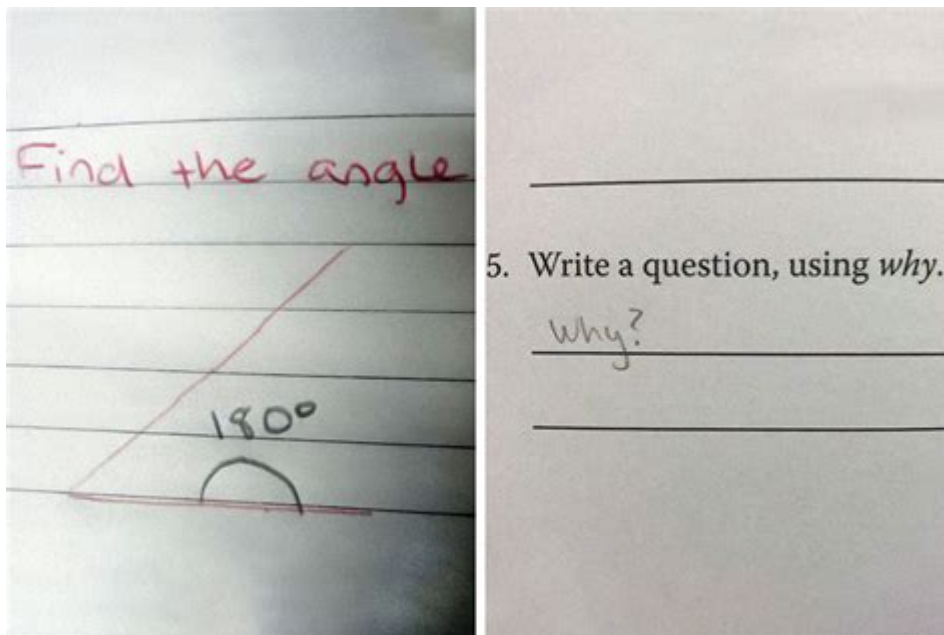 Find the angle
180°
5. Write a question, using why.
why?